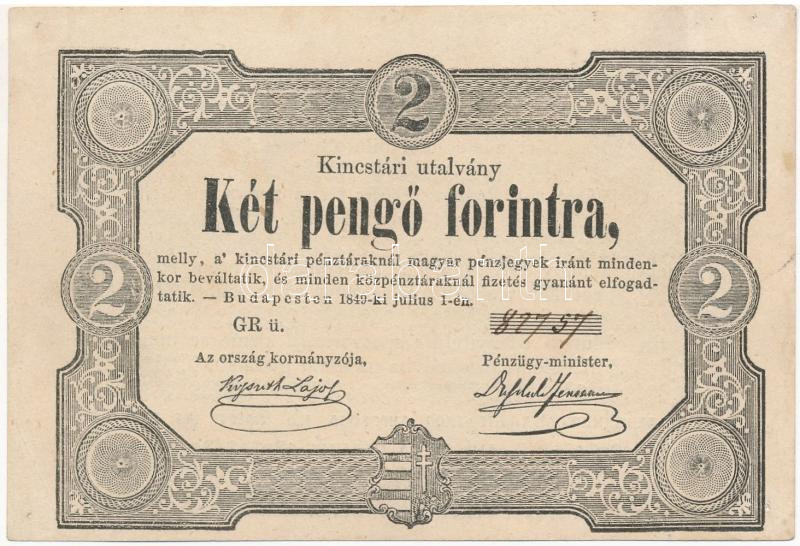 2
Kincstári utalvány
Két pengő forintra,
melly, a' kincstári pénztáraknál magyar pénzjegyek iránt minden-
kor beváltatik, és minden közpénztáraknál fizetés gyanánt elfogad-
tatik. — Budapesten 1849-ki julius 1-én.
2 2
GR ü. 87757
Az ország kormányzója, Pénzügy-minister,
Kossuth Lajos
darabanth